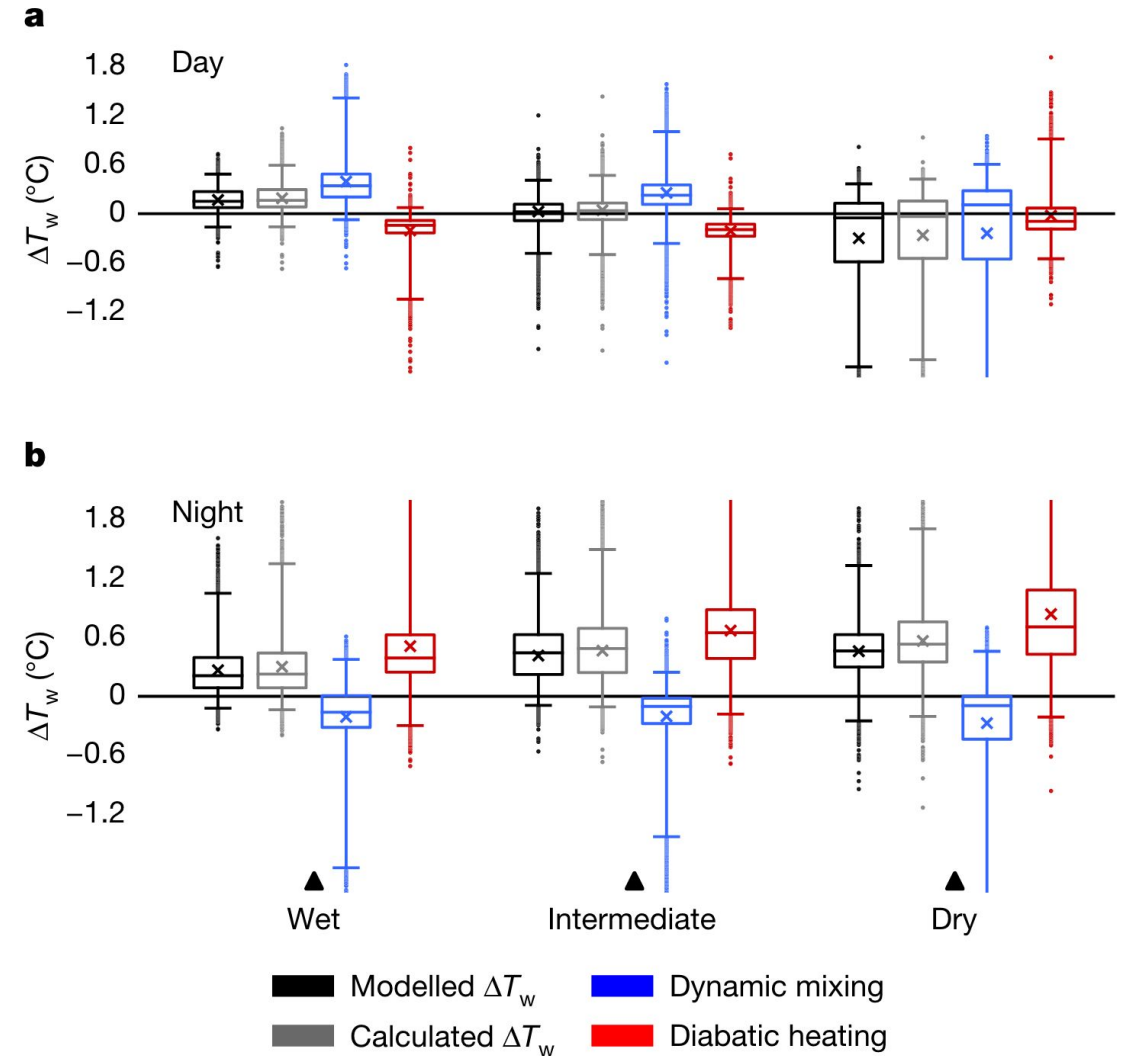 a
Day
1.8
1.2
0.6
0
−0.6
−1.2
ΔTw (°C)
b
Night
1.8
1.2
0.6
0
−0.6
−1.2
ΔTw (°C)
Wet
Intermediate
Dry
Modelled ΔTw
Dynamic mixing
Calculated ΔTw
Diabatic heating